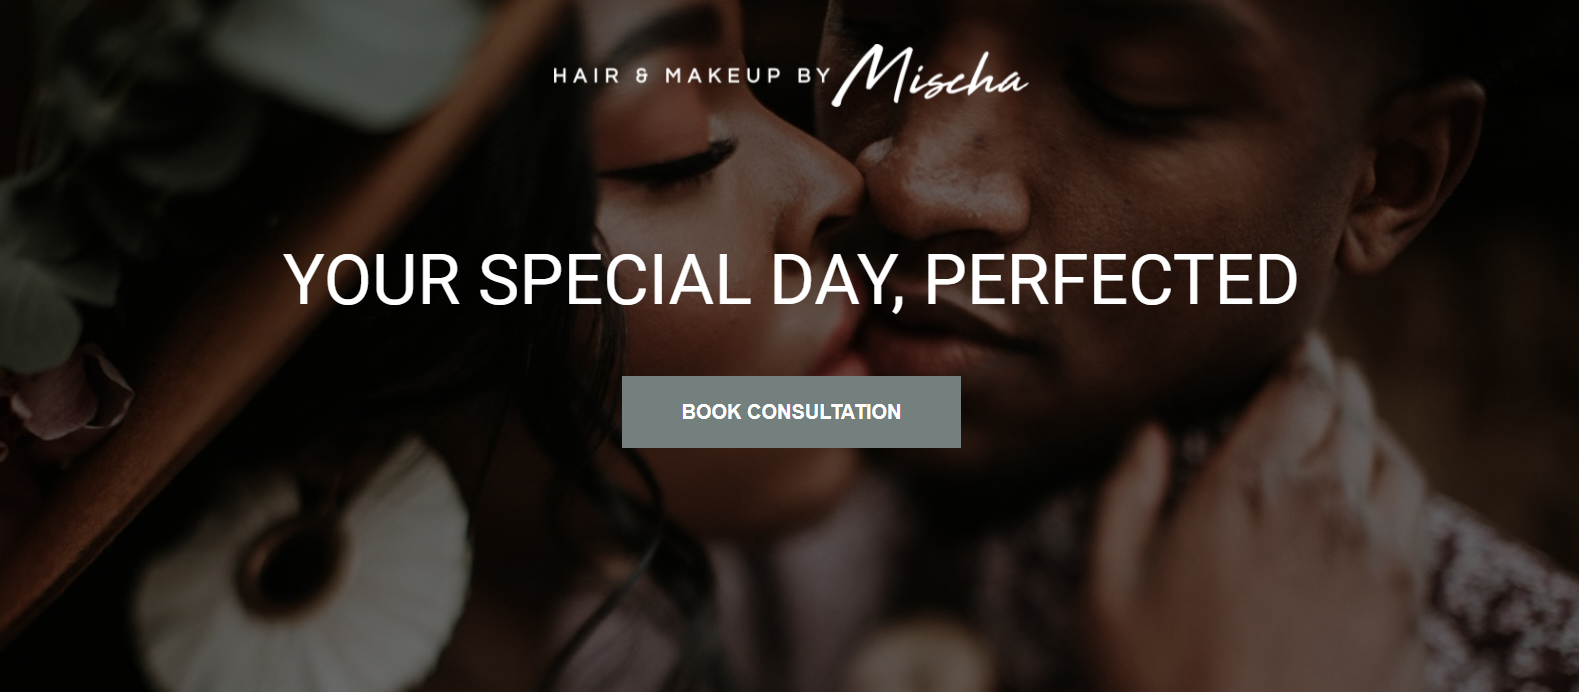 HAIR & MAKEUP BY Mischa
YOUR SPECIAL DAY, PERFECTED
BOOK CONSULTATION